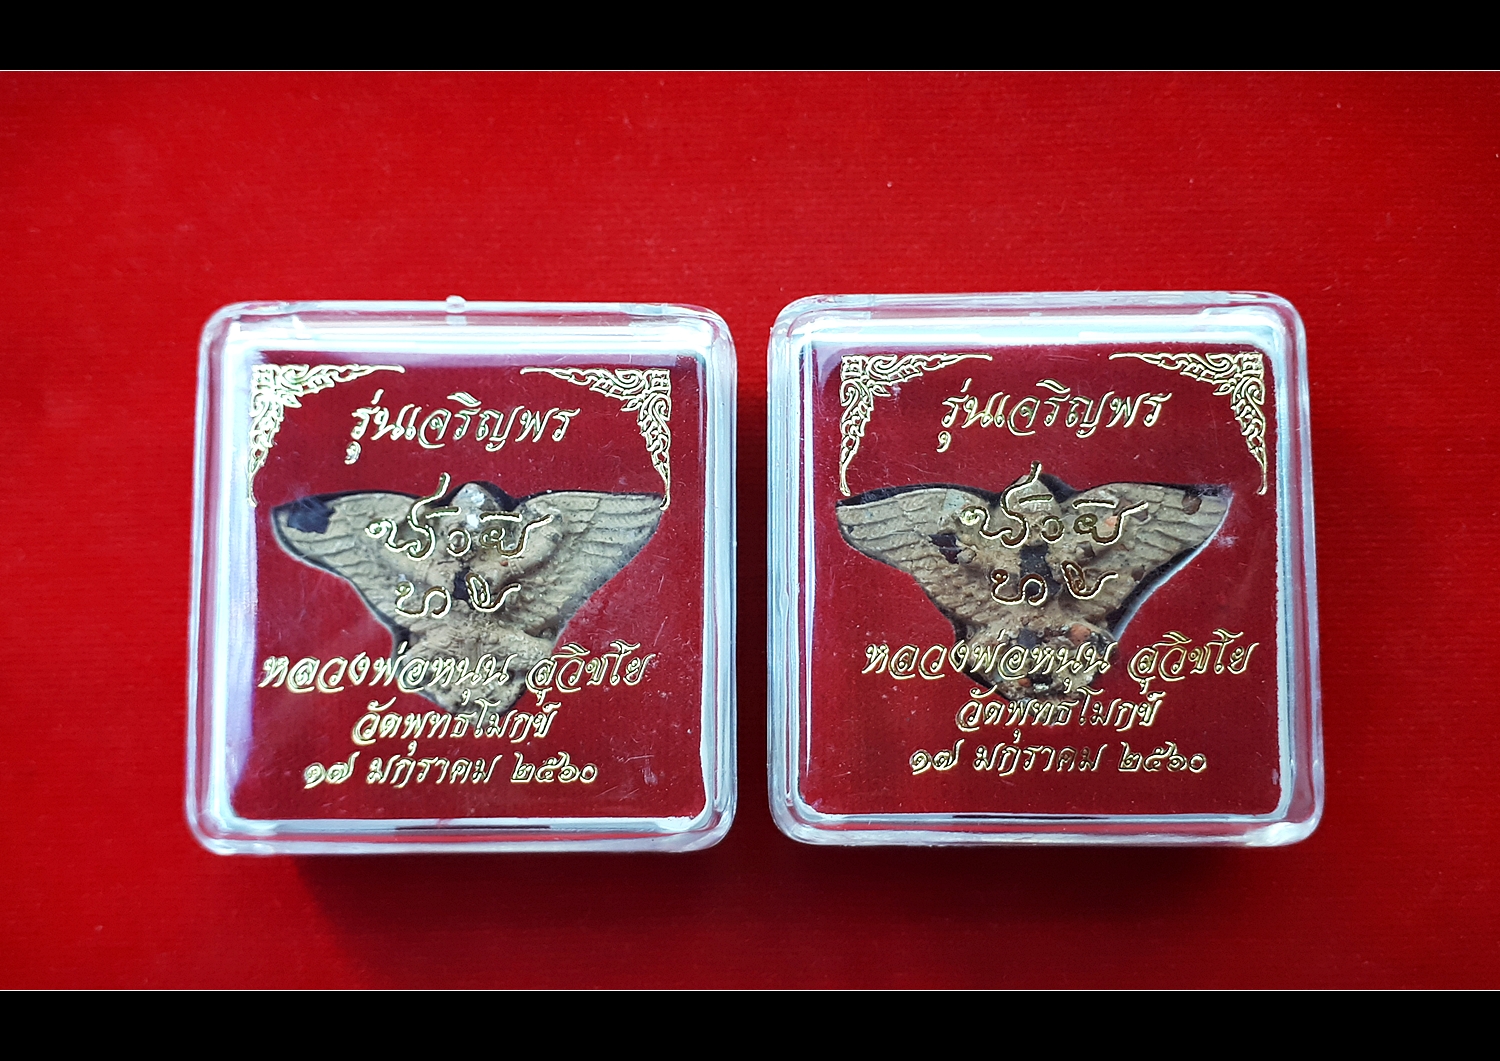 รุ่นเจริญพร
หลวงพ่อหนุน สุวิชโย
วัดพุทธโมกข์
๑๗ มกราคม ๒๕๖๐
รุ่นเจริญพร
หลวงพ่อหนุน สุวิชโย
วัดพุทธโมกข์
๑๗ มกราคม ๒๕๖๐